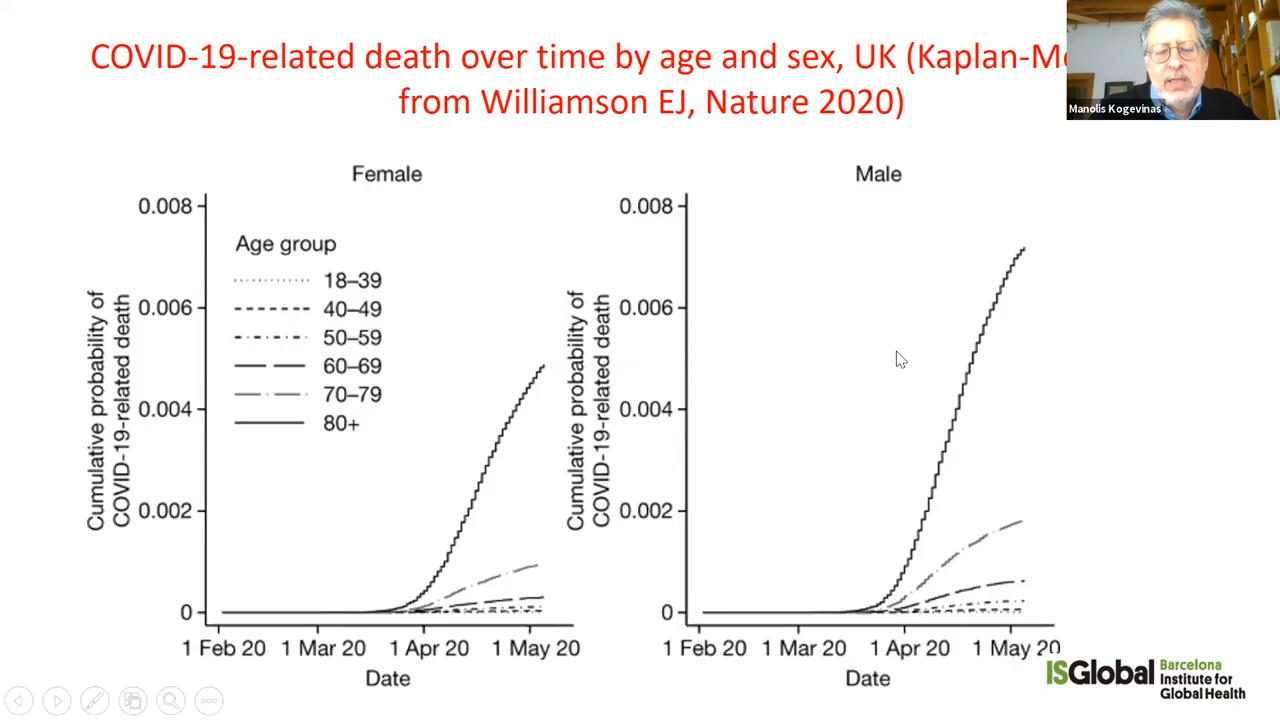 COVID-19-related death over time by age and sex, UK (Kaplan-M
from Williamson EJ, Nature 2020)
Manolis Kogevinas
Female
0.008
0.006
0.004
0.002
0
Cumulative probability of
COVID-19-related death
Age group
18–39
40–49
50–59
60–69
70–79
80+
1 Feb 20 1 Mar 20 1 Apr 20 1 May 20
Date
Male
0.008
0.006
0.004
0.002
0
Cumulative probability of
COVID-19-related death
1 Feb 20 1 Mar 20 1 Apr 20 1 May 20
Date
ISGlobal Barcelona
Institute for
Global Health